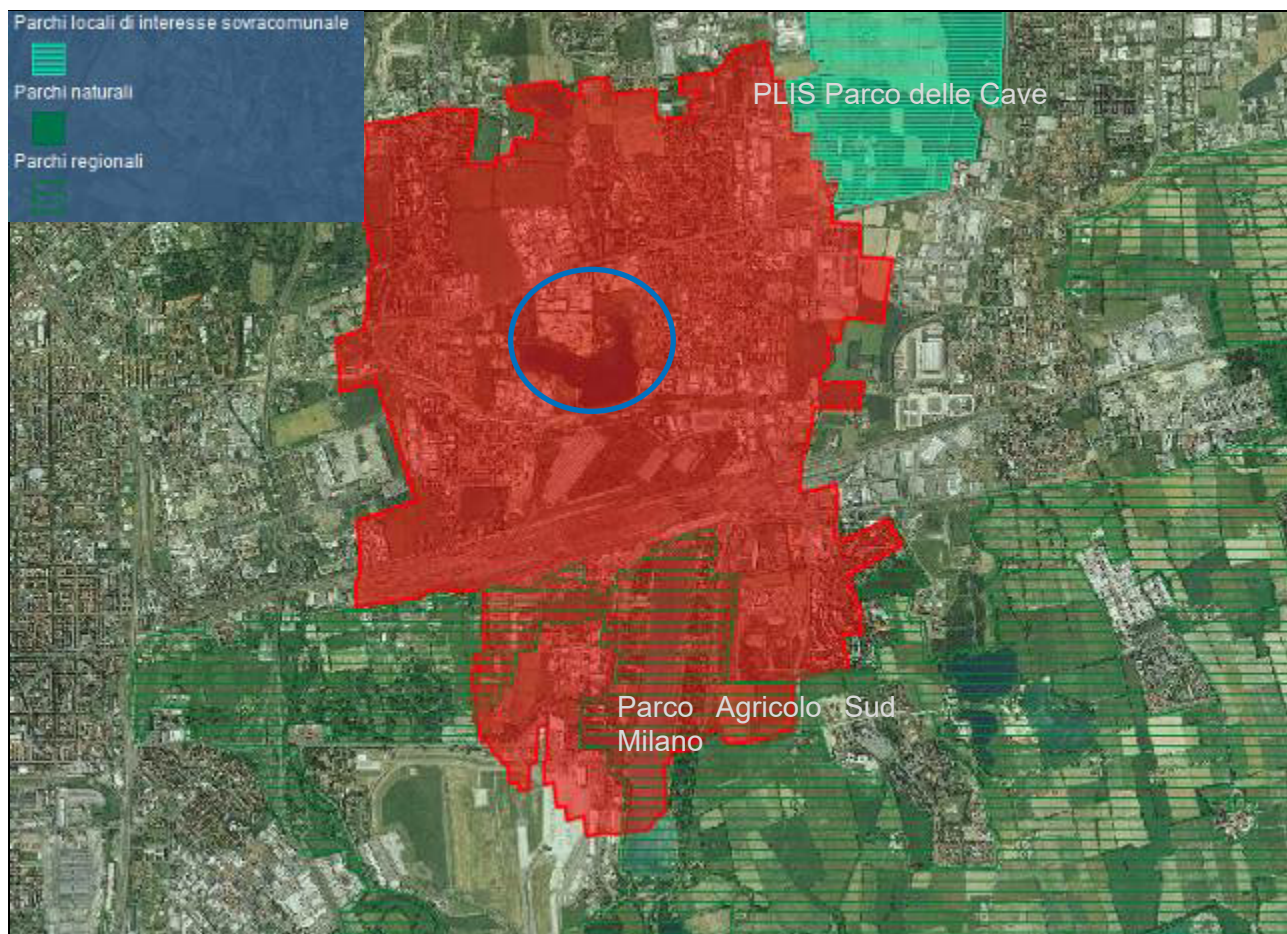 Parchi locali di interesse sovracomunale
Parchi naturali
Parchi regionali
PLIS Parco delle Cave
Parco Agricolo Sud
Milano